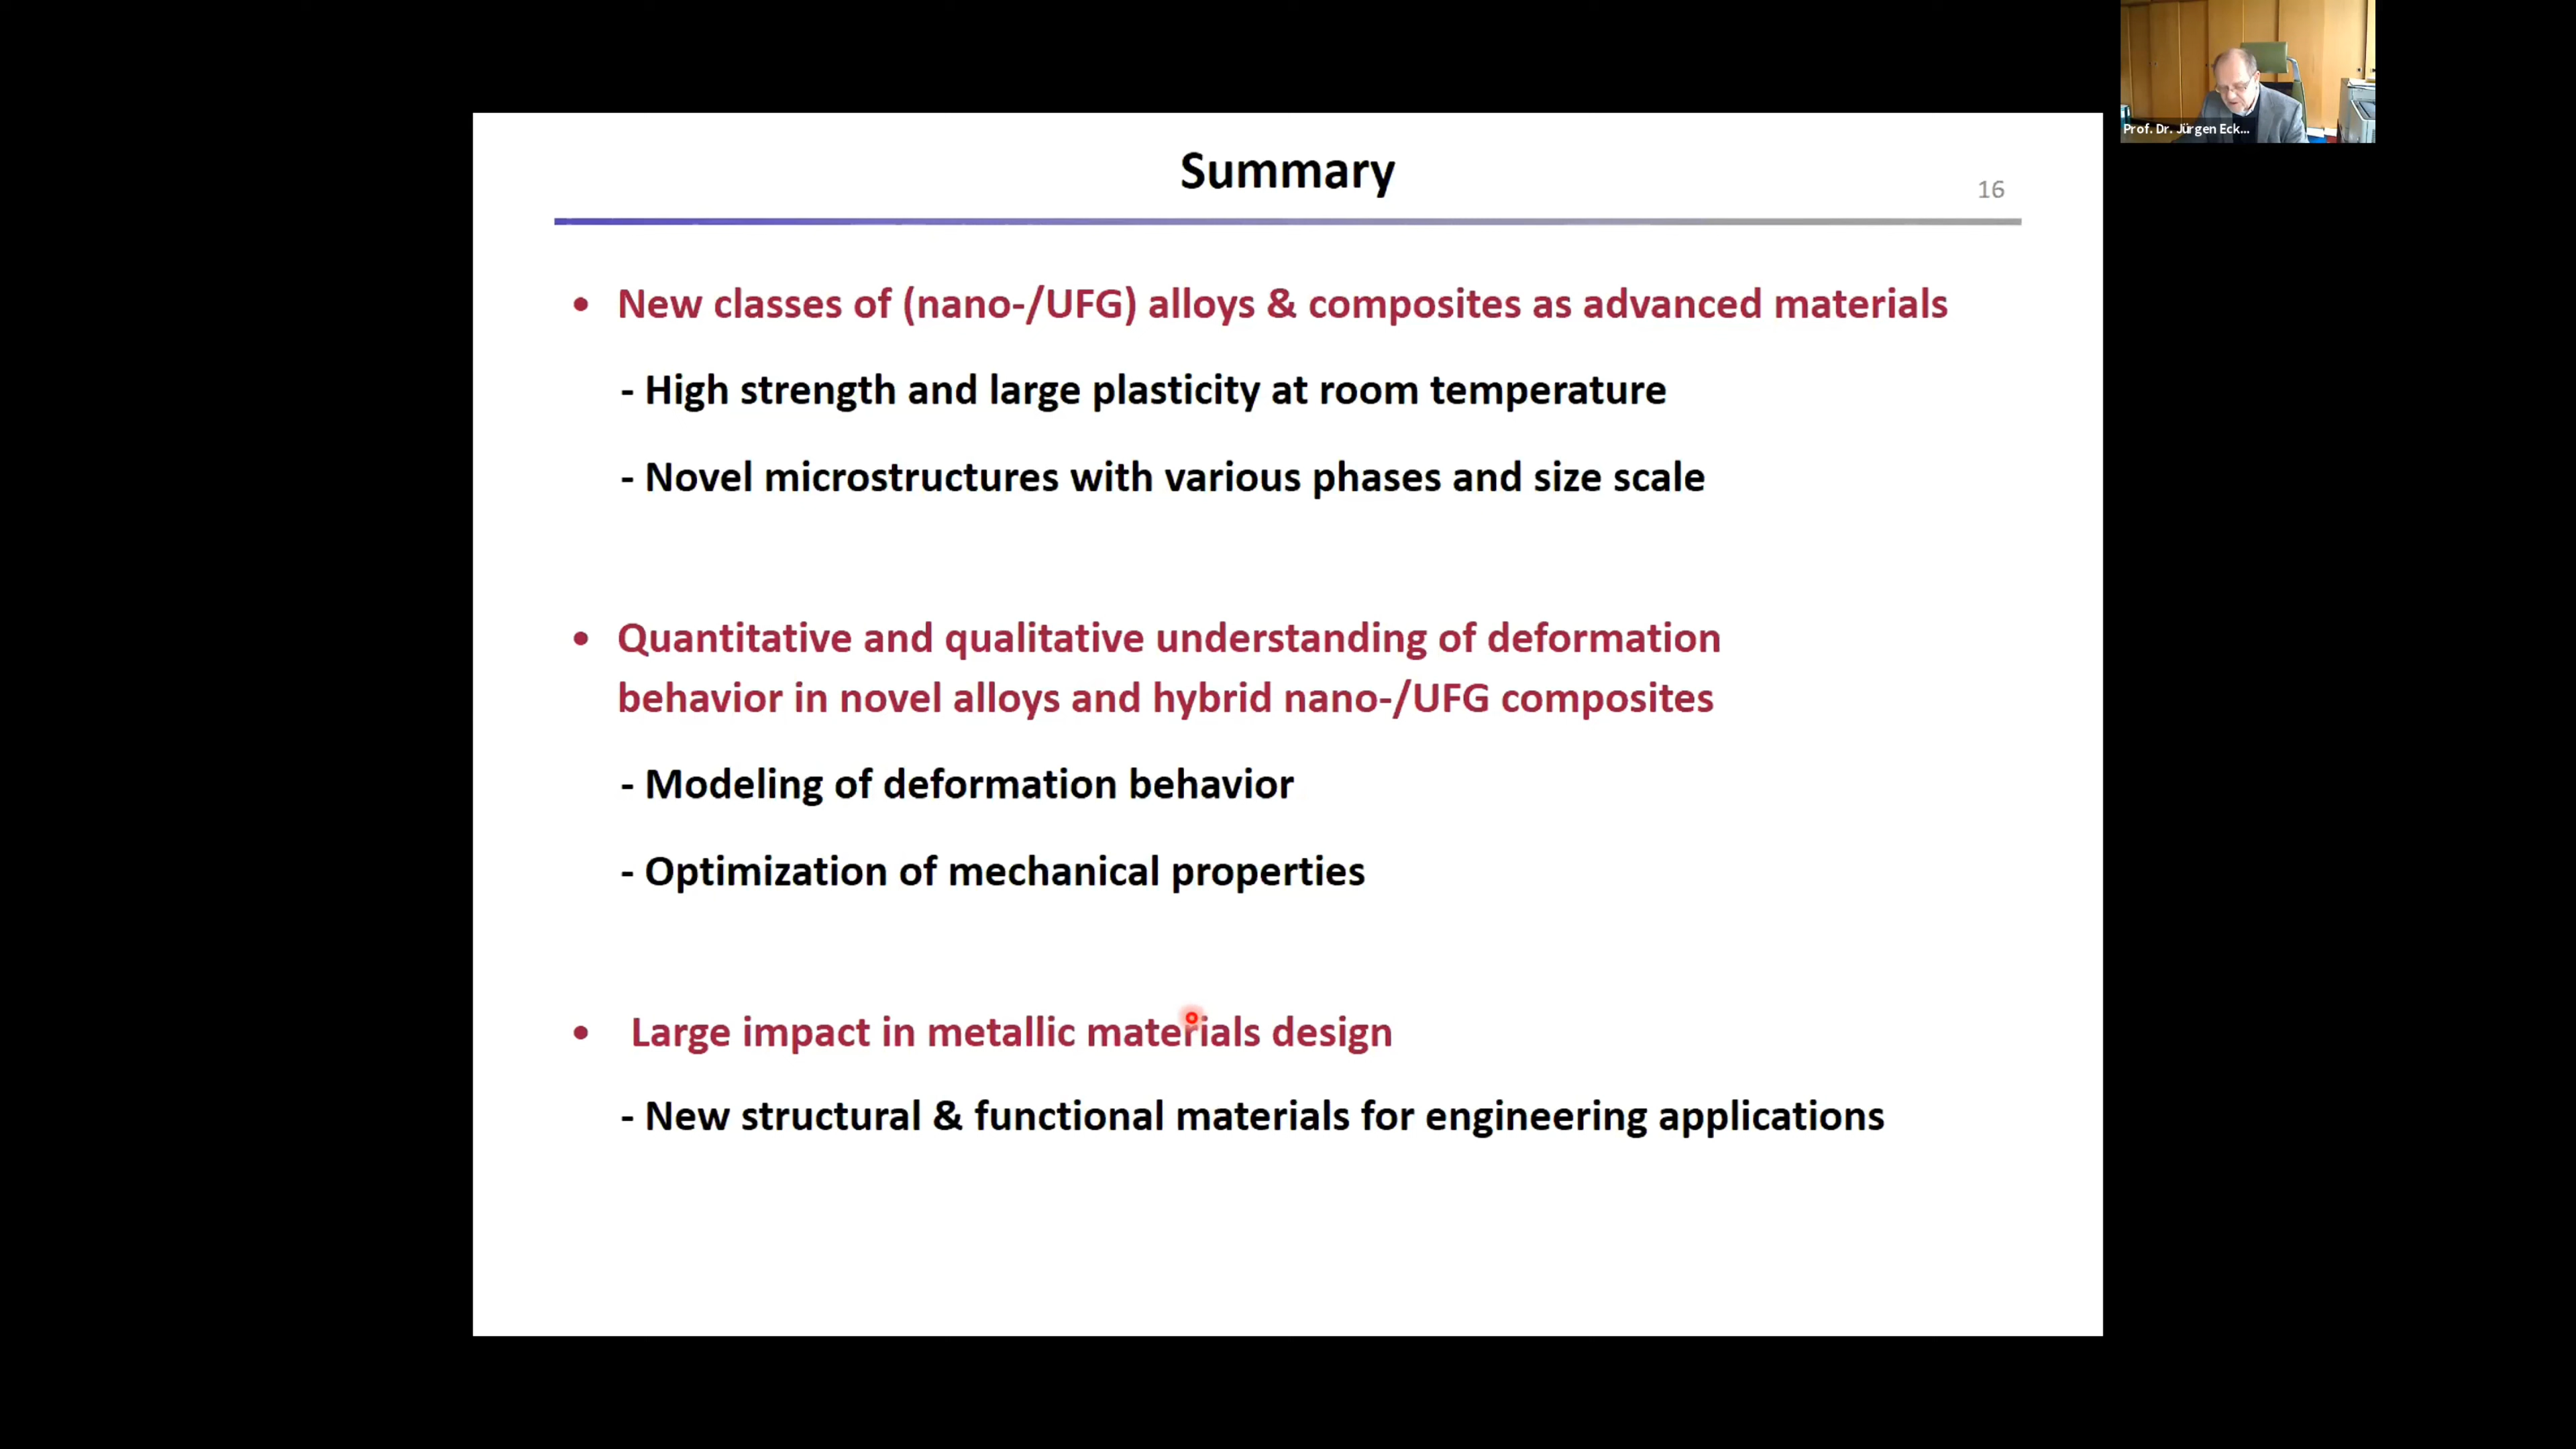 Prof. Dr. Jürgen Eck...
Summary
16
• New classes of (nano-/UFG) alloys & composites as advanced materials
- High strength and large plasticity at room temperature
- Novel microstructures with various phases and size scale
• Quantitative and qualitative understanding of deformation
behavior in novel alloys and hybrid nano-/UFG composites
- Modeling of deformation behavior
- Optimization of mechanical properties
• Large impact in metallic materials design
- New structural & functional materials for engineering applications